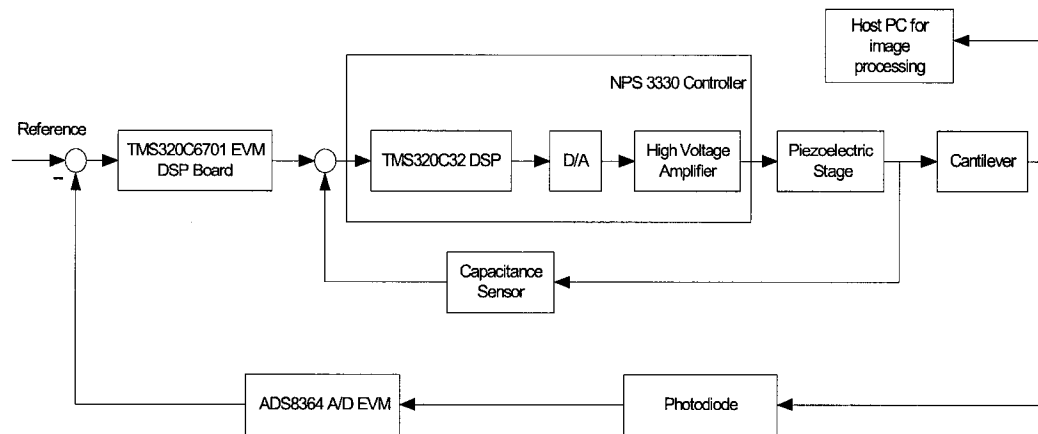 Host PC for
image
processing
NPS 3330 Controller
Reference
–
TMS320C6701 EVM
DSP Board
TMS320C32 DSP
D/A
High Voltage
Amplifier
Piezoelectric
Stage
Cantilever
Capacitance
Sensor
ADS8364 A/D EVM
Photodiode